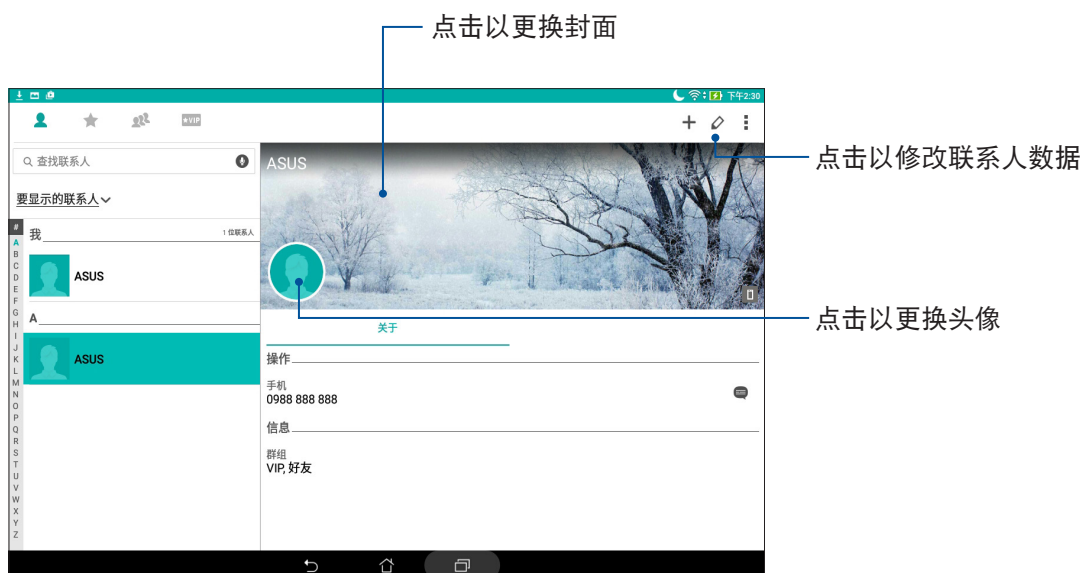 点击以更换封面
下午2:30
★VIP
查找联系人
ASUS
点击以修改联系人数据
要显示的联系人
#
A
B
C
D
E
F
G
H
I
J
K
L
M
N
O
P
Q
R
S
T
U
V
W
X
Y
Z
我
1 位联系人
ASUS
A
ASUS
点击以更换头像
关于
操作
手机
0988 888 888
信息
群组
VIP, 好友